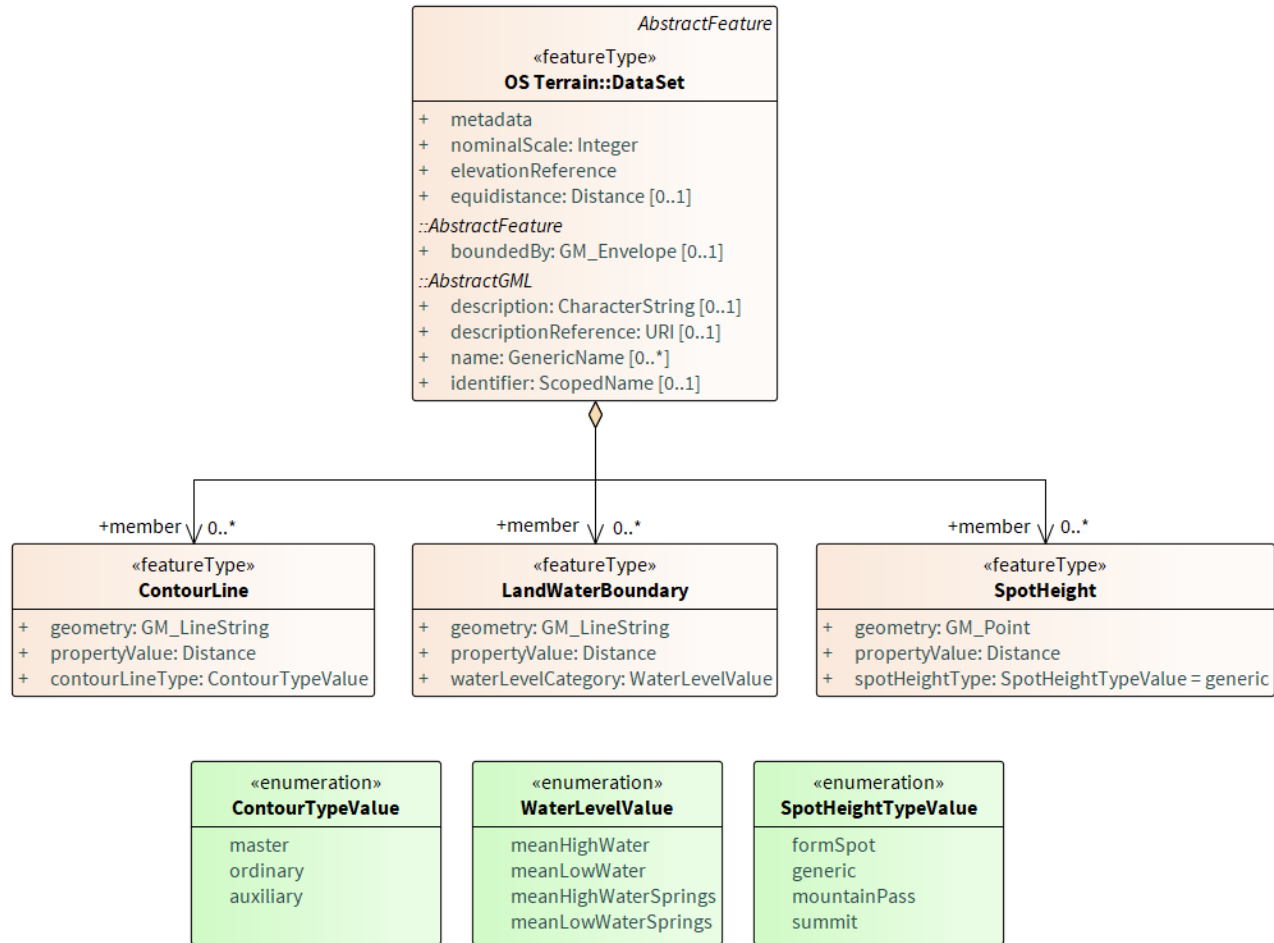 AbstractFeature
«featureType»
OS Terrain::DataSet
+ metadata
+ nominalScale: Integer
+ elevationReference
+ equidistance: Distance [0..1]
::AbstractFeature
+ boundedBy: GM_Envelope [0..1]
::AbstractGML
+ description: CharacterString [0..1]
+ descriptionReference: URI [0..1]
+ name: GenericName [0..*]
+ identifier: ScopedName [0..1]
+member 0..*
+member 0..*
+member 0..*
«featureType»
ContourLine
+ geometry: GM_LineString
+ propertyValue: Distance
+ contourLineType: ContourTypeValue
«featureType»
LandWaterBoundary
+ geometry: GM_LineString
+ propertyValue: Distance
+ waterLevelCategory: WaterLevelValue
«featureType»
SpotHeight
+ geometry: GM_Point
+ propertyValue: Distance
+ spotHeightType: SpotHeightTypeValue = generic
«enumeration»
ContourTypeValue
master
ordinary
auxiliary
«enumeration»
WaterLevelValue
meanHighWater
meanLowWater
meanHighWaterSprings
meanLowWaterSprings
«enumeration»
SpotHeightTypeValue
formSpot
generic
mountainPass
summit